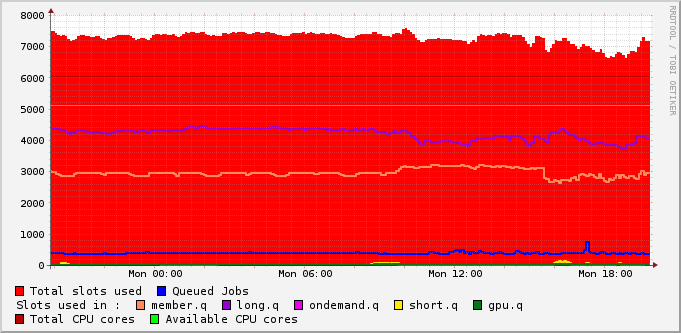 8000
7000
6000
5000
4000
3000
2000
1000
0
Mon 00:00 Mon 06:00 Mon 12:00 Mon 18:00
RRDTOOL / TOBI OETIKER
Total slots used Queued Jobs
Slots used in : member.q long.q ondemand.q short.q gpu.q
Total CPU cores Available CPU cores